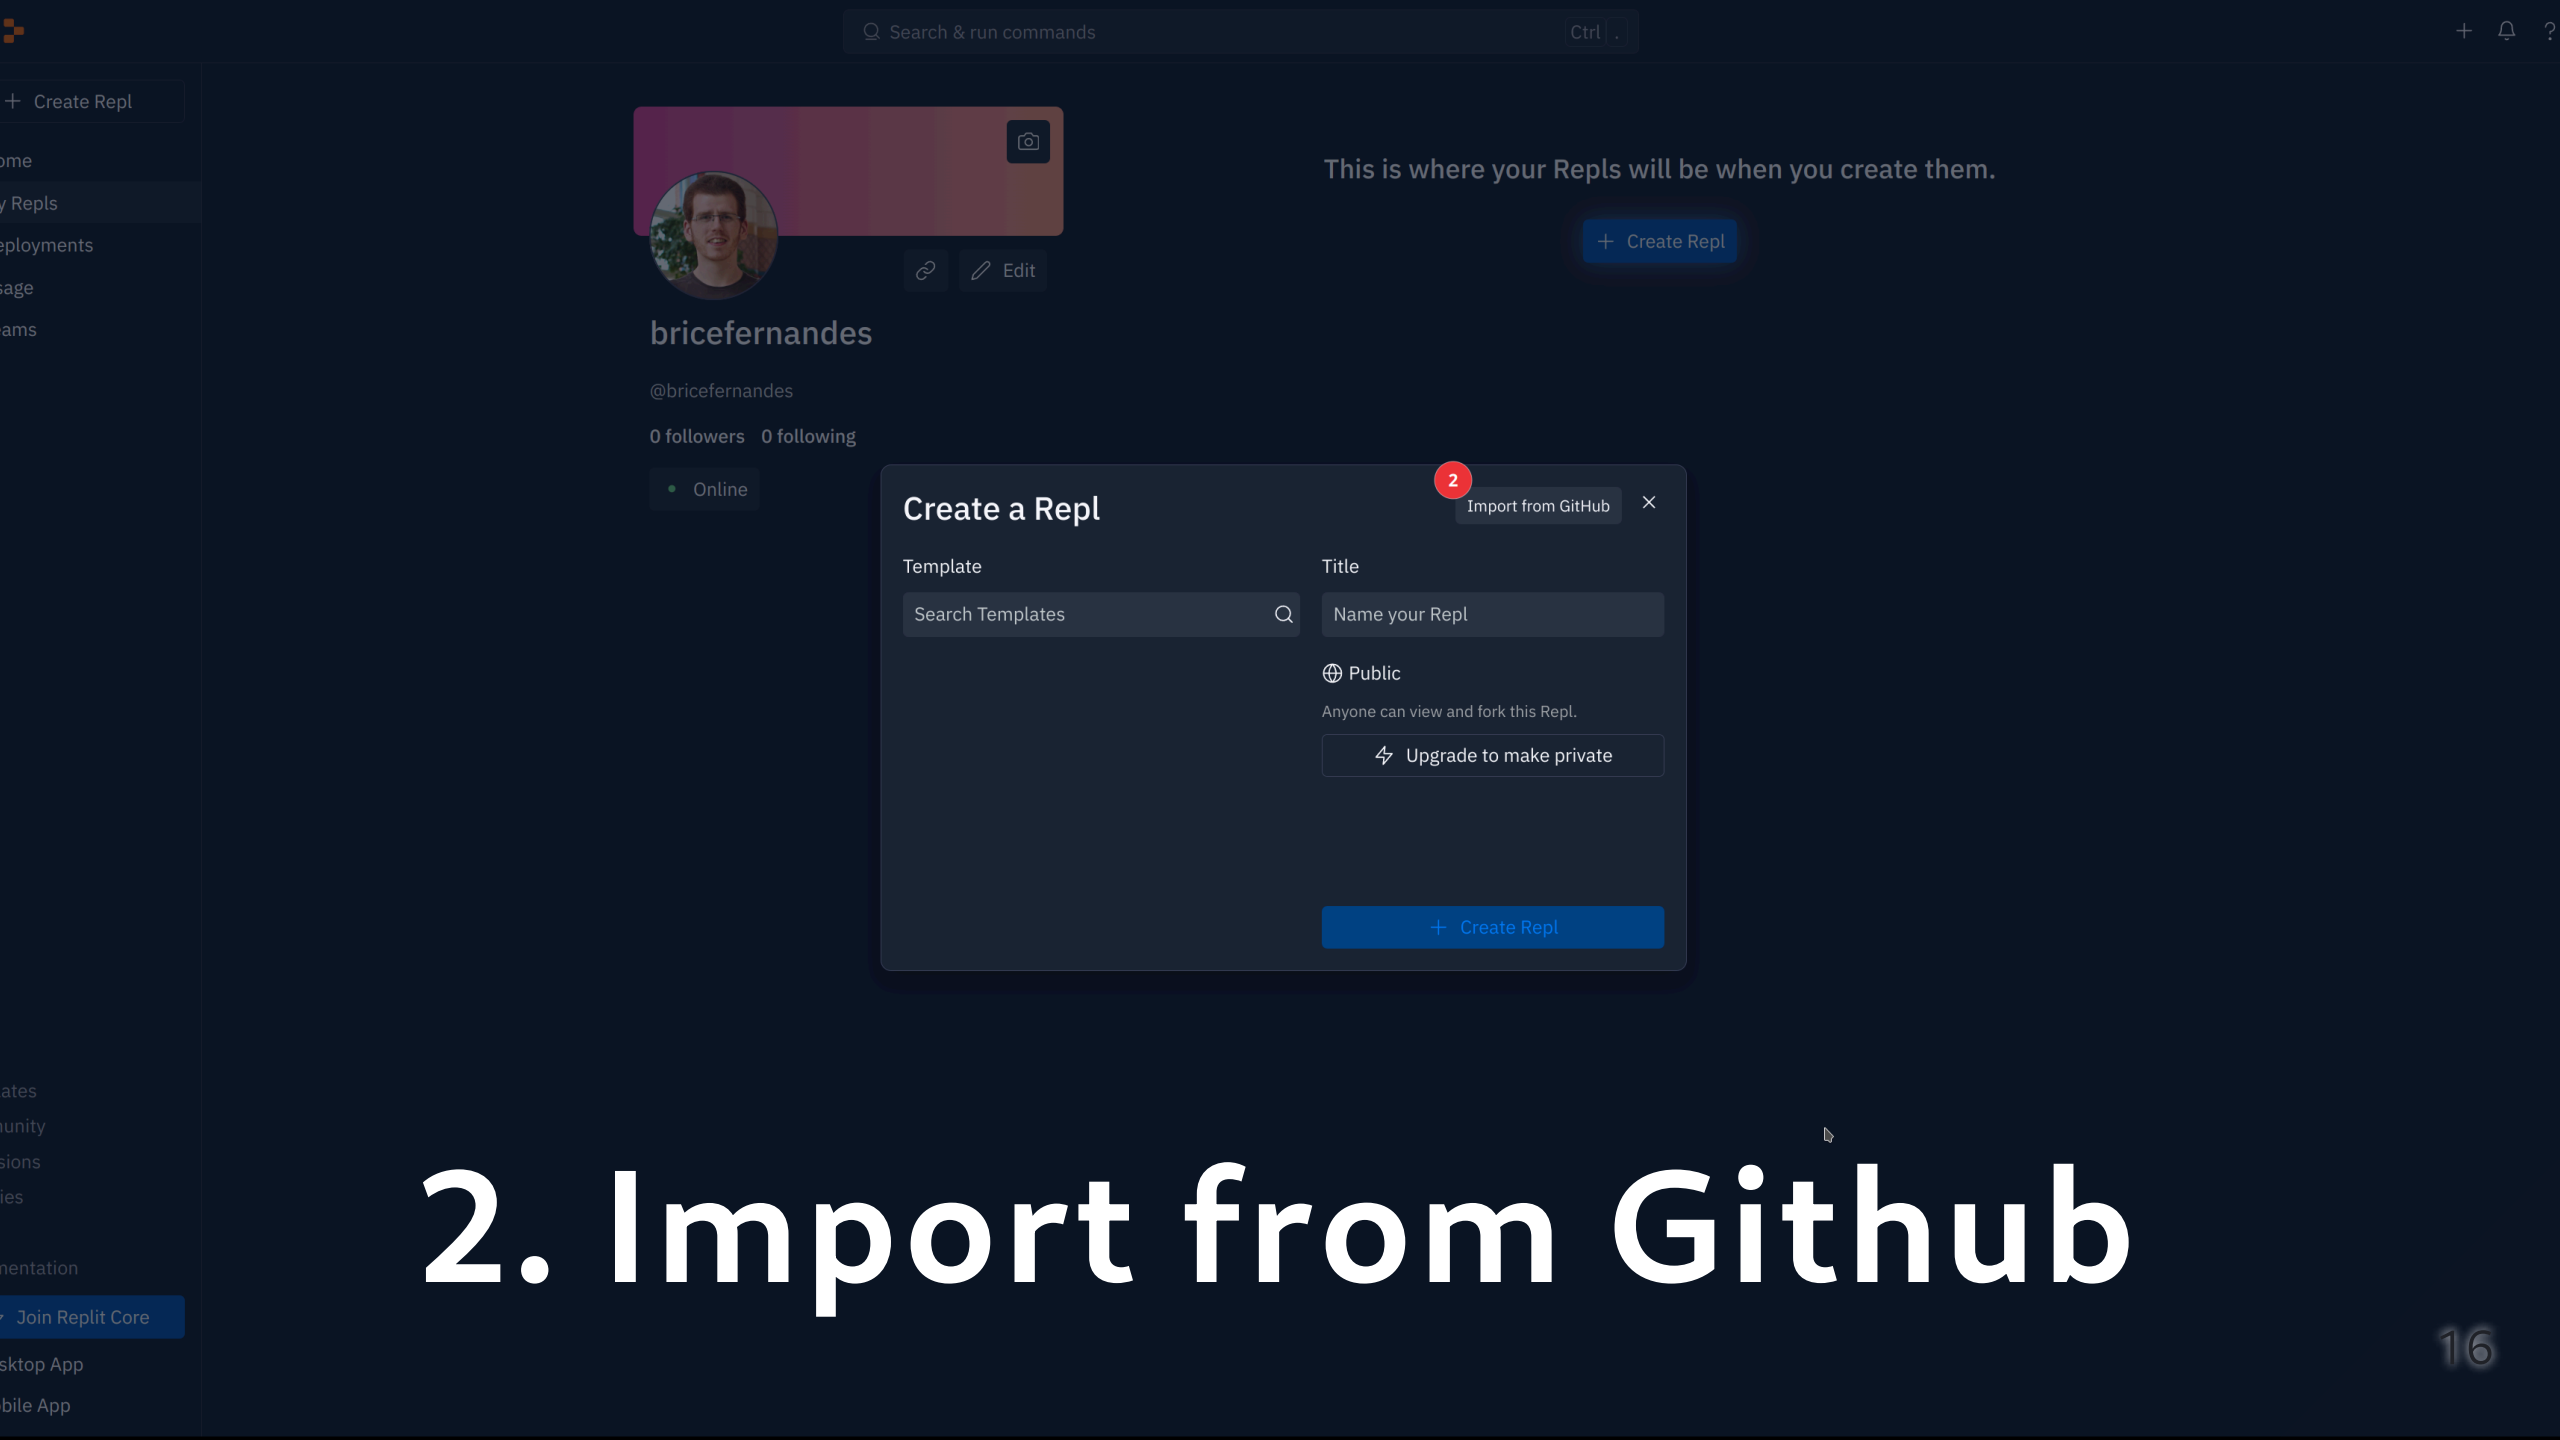 Search & run commands
Ctrl .
?
Create Repl
ome
y Repls
eployments
sage
eams
This is where your Repls will be when you create them.
Create Repl
Edit
bricefernandes
@bricefernandes
0 followers 0 following
Online
Create a Repl
2
Import from GitHub
Template
Title
Search Templates
Name your Repl
Public
Anyone can view and fork this Repl.
Upgrade to make private
Create Repl
ates
unity
sions
ies
2. Import from Github
mentation
Join Replit Core
sktop App
bile App
16